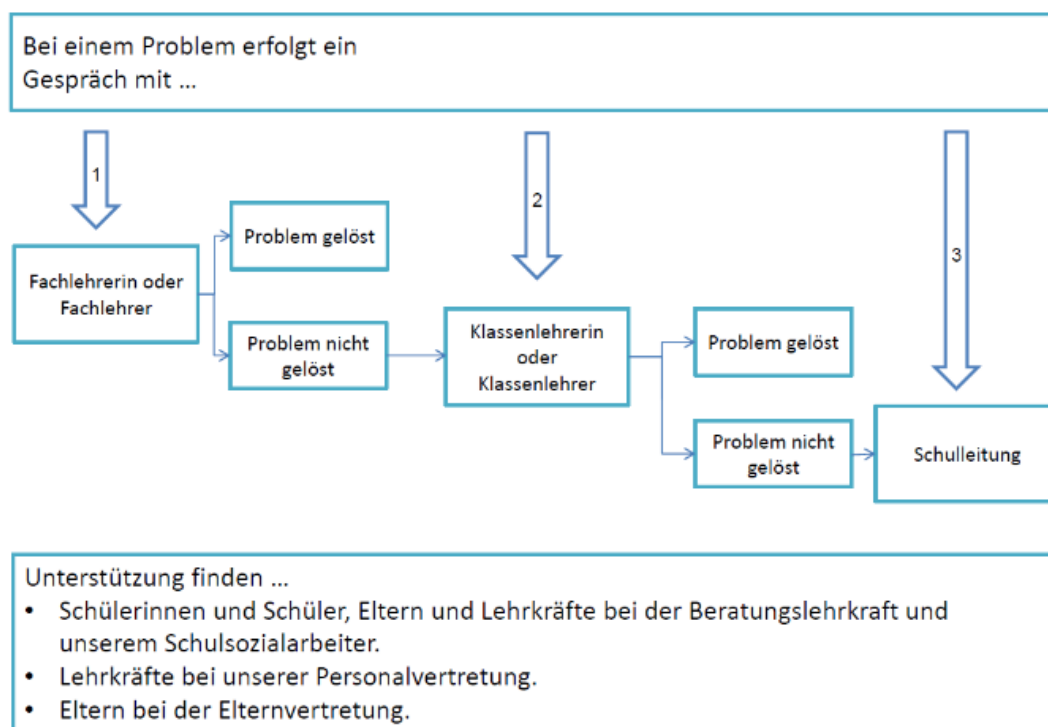 Bei einem Problem erfolgt ein
Gespräch mit ...
1
2
3
Fachlehrerin oder
Fachlehrer
Problem gelöst
Problem nicht
gelöst
Klassenlehrerin
oder
Klassenlehrer
Problem gelöst
Problem nicht
gelöst
Schulleitung
Unterstützung finden ...
• Schülerinnen und Schüler, Eltern und Lehrkräfte bei der Beratungslehrkraft und
unserem Schulsozialarbeiter.
• Lehrkräfte bei unserer Personalvertretung.
• Eltern bei der Elternvertretung.